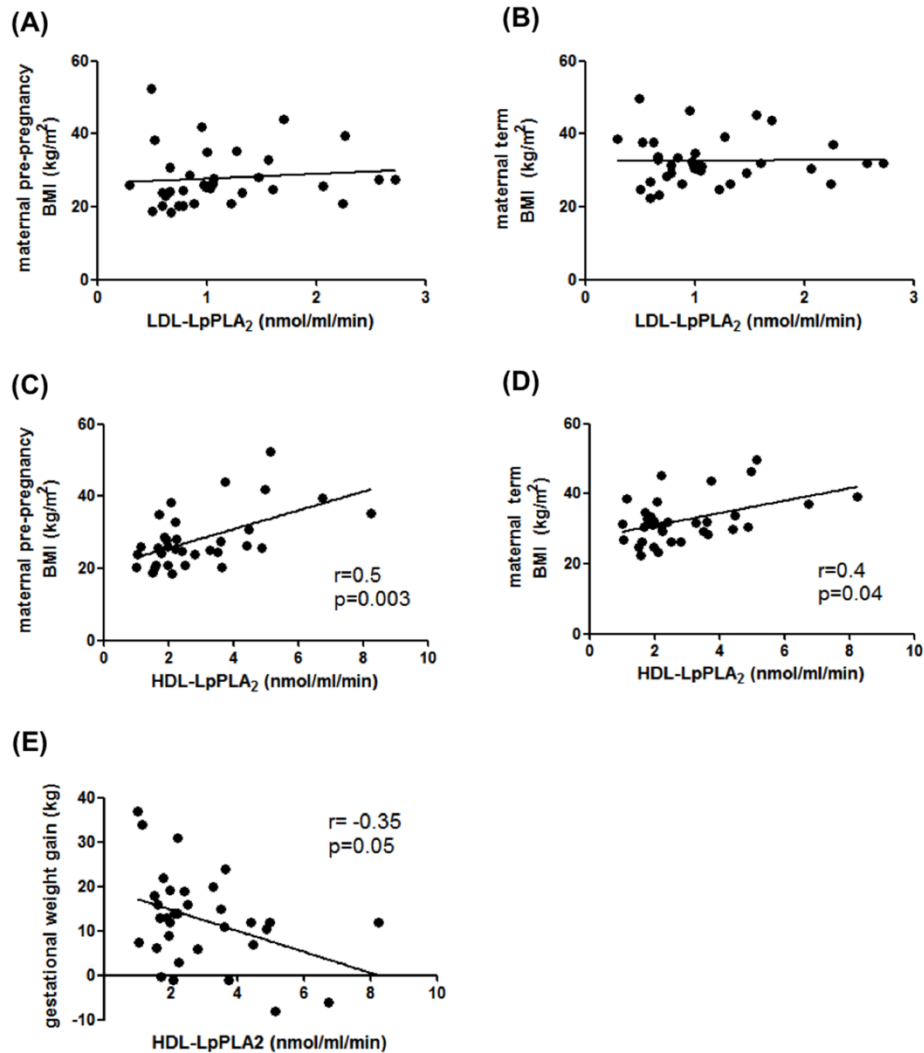 (A)
60
40
20
0
maternal pre-pregnancy
BMI (kg/m²)
0 1 2 3
LDL-LpPLA₂ (nmol/ml/min)
(B)
60
40
20
0
maternal term
BMI (kg/m²)
0 1 2 3
LDL-LpPLA₂ (nmol/ml/min)
(C)
60
40
20
0
maternal pre-pregnancy
BMI (kg/m²)
r=0.5
p=0.003
0 2 4 6 8 10
HDL-LpPLA₂ (nmol/ml/min)
(D)
60
40
20
0
maternal term
BMI (kg/m²)
r=0.4
p=0.04
0 2 4 6 8 10
HDL-LpPLA₂ (nmol/ml/min)
(E)
40
30
20
10
0
-10
gestational weight gain (kg)
r= -0.35
p=0.05
2 4 6 8 10
HDL-LpPLA2 (nmol/ml/min)